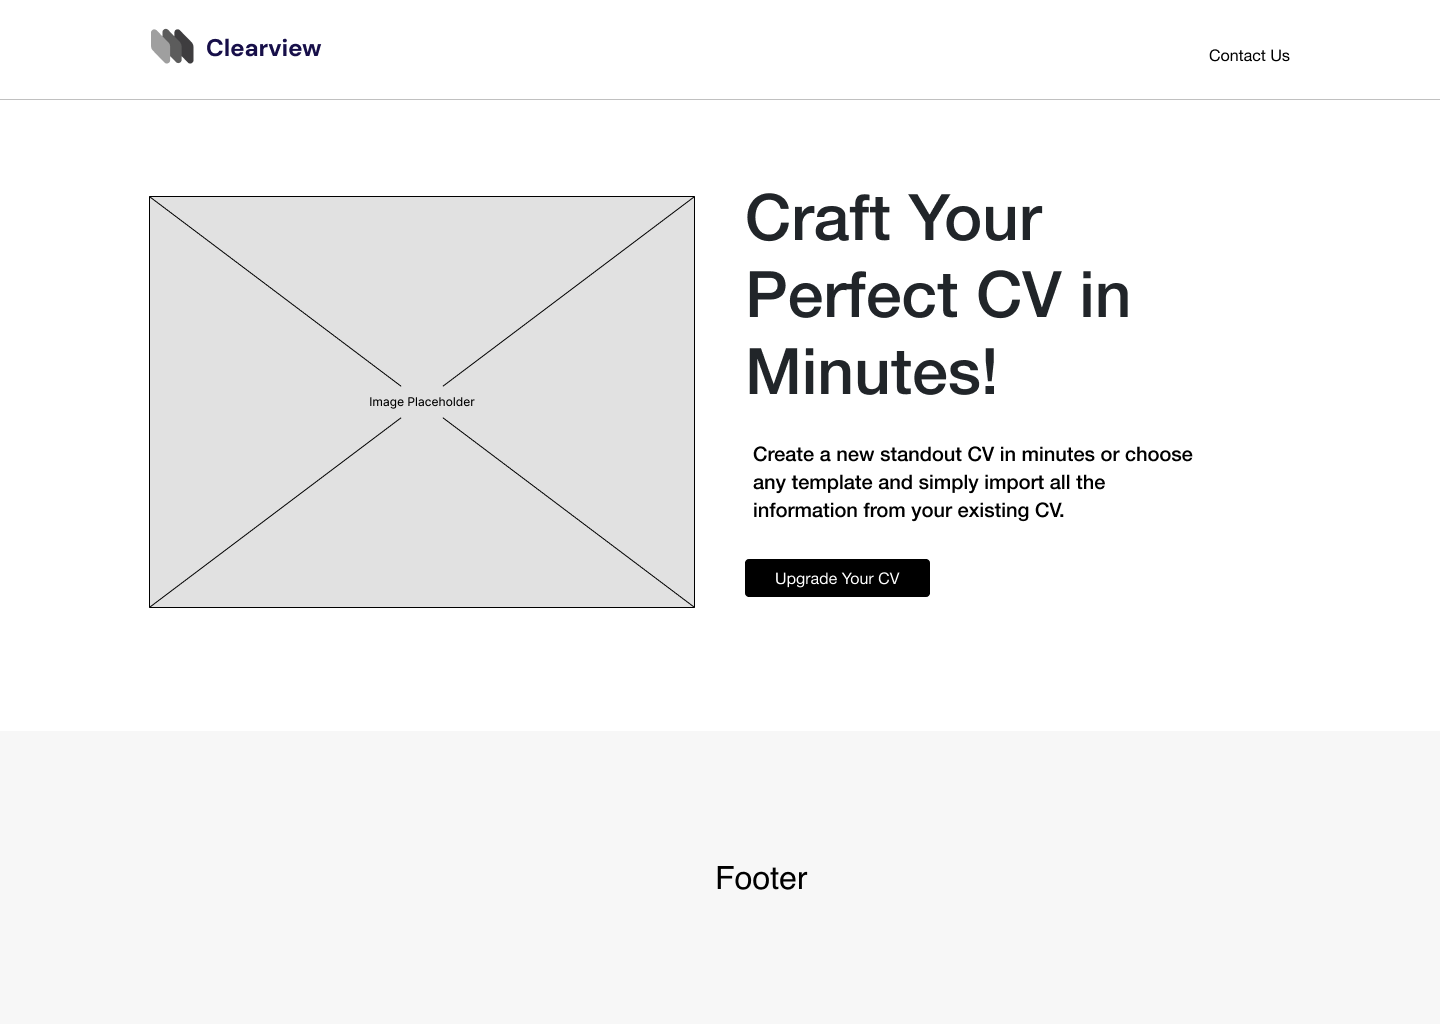 Clearview
Contact Us
Image Placeholder
Craft Your
Perfect CV in
Minutes!
Create a new standout CV in minutes or choose
any template and simply import all the
information from your existing CV.
Upgrade Your CV
Footer